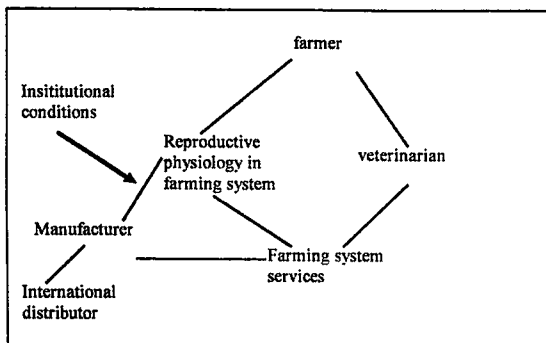 farmer
Insititutional
conditions
Reproductive
physiology in
farming system
veterinarian
Manufacturer
Farming system
services
International
distributor